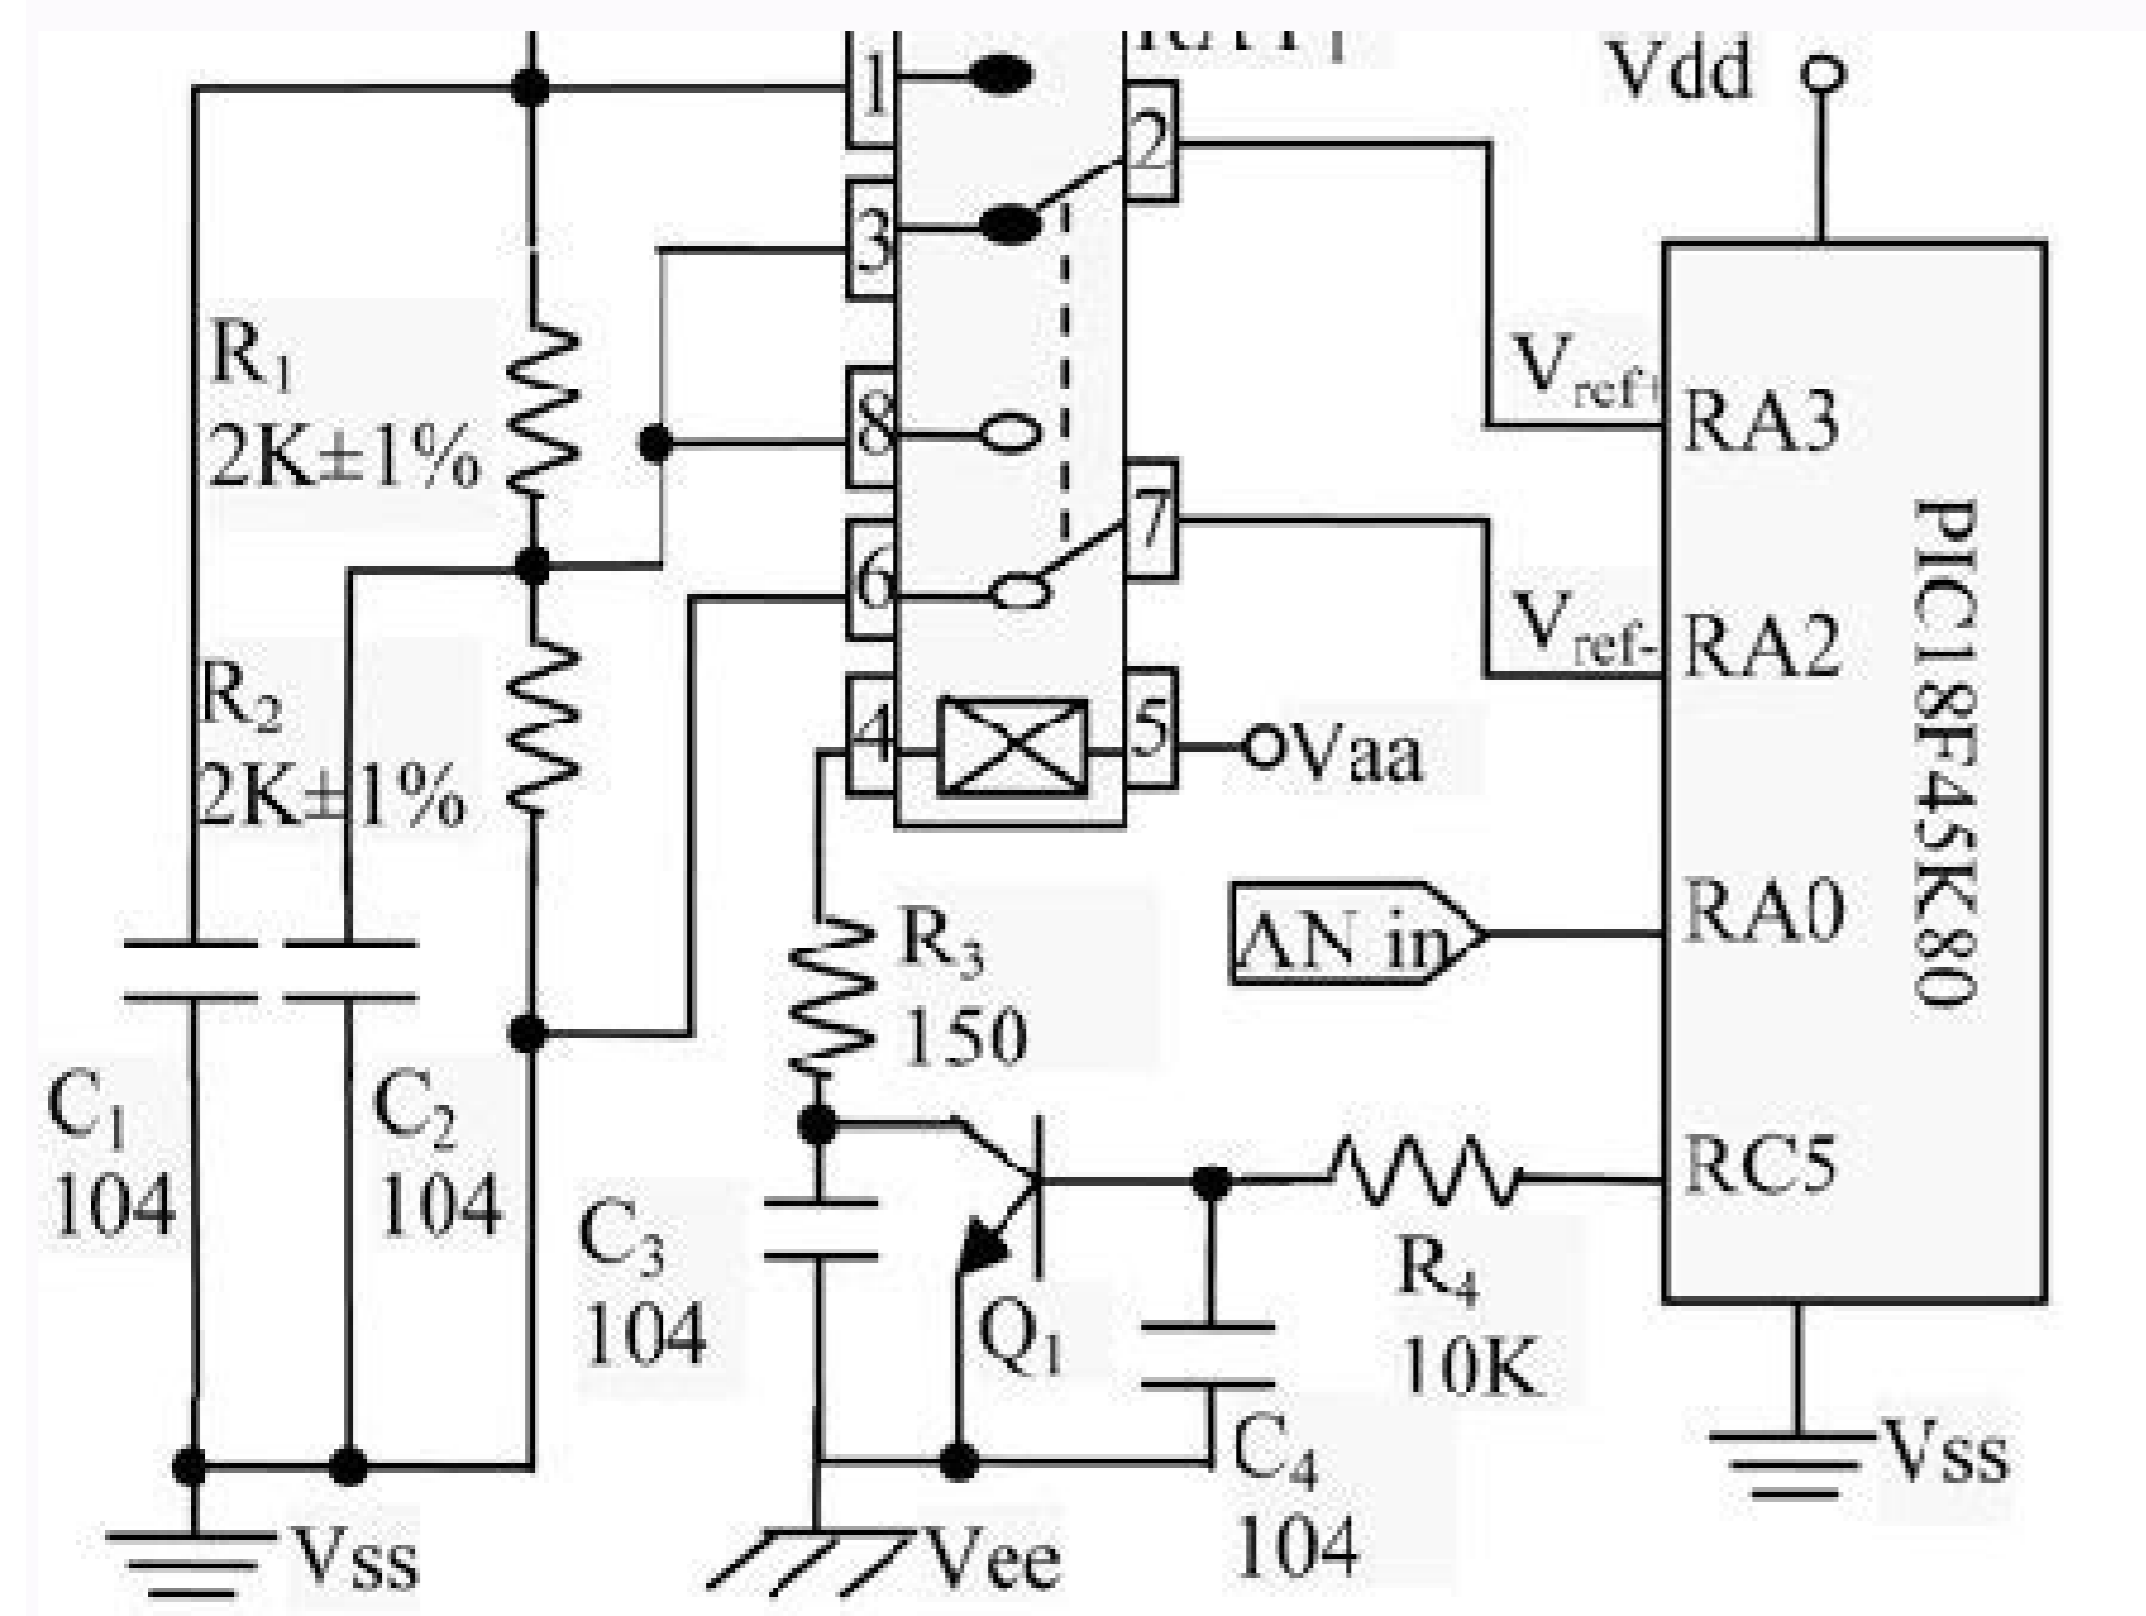 Vdd
1
2
3
R1
2K±1%
8
Vref+
RA3
7
6
Vref-
RA2
PIC18F45K80
R2
2K±1%
4
5
Vaa
AN in
RA0
R3
150
C1
104
C2
104
RC5
C3
104
Q1
R4
10K
C4
104
Vss
Vss
Vee